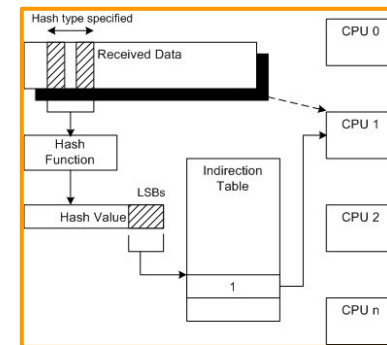 Hash type specified
Received Data
CPU 0
CPU 1
Hash
Function
Indirection
Table
LSBs
Hash Value
CPU 2
1
CPU n